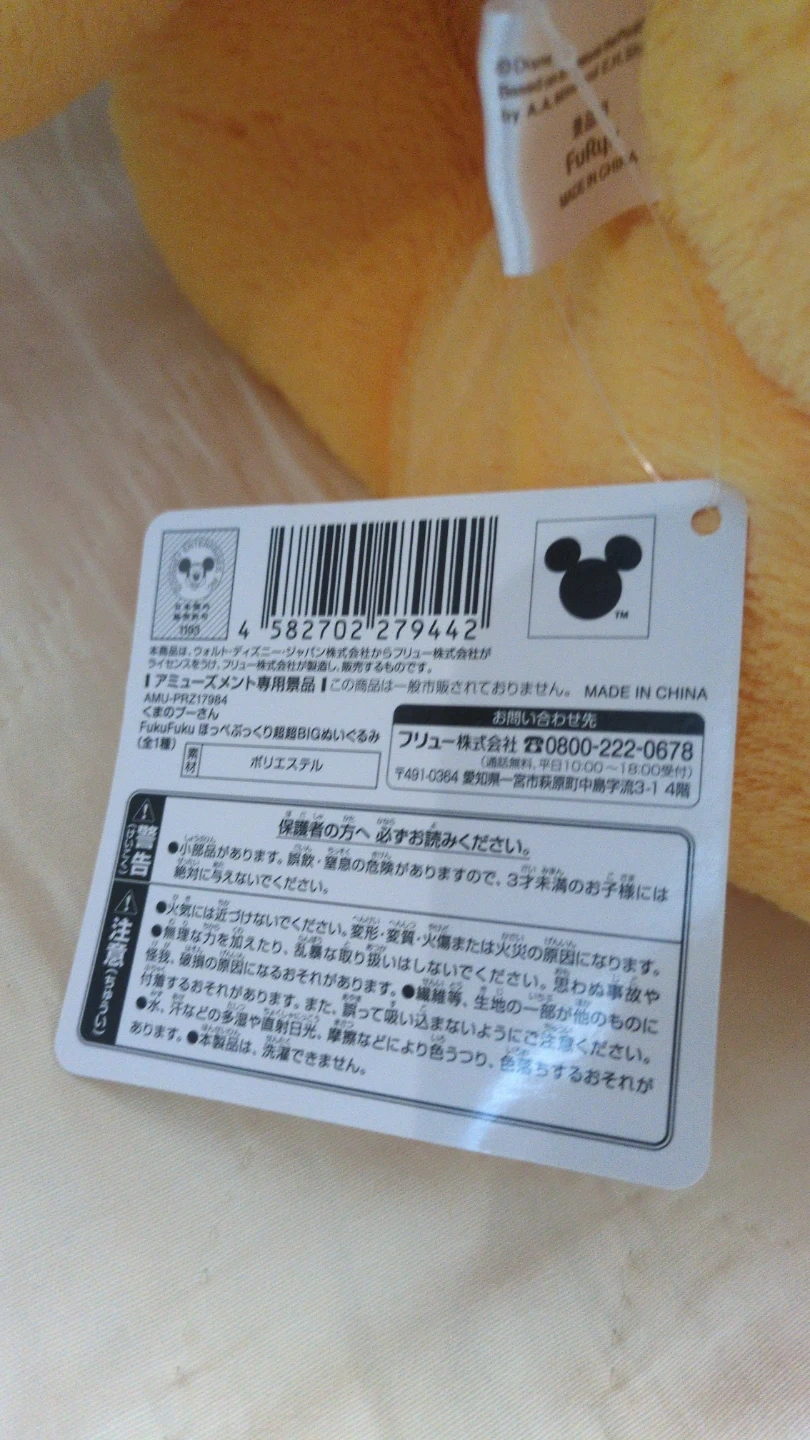 ©Disne
Based on
by A.A.
FuRyu
MADE IN CHINA
日本国内
1193
4 582702 279442
TM
本商品は、ウォルト・ディズニー・ジャパン株式会社からフリュー株式会社が
ライセンスをうけ、フリュー株式会社が製造し、販売するものです。
アミューズメント専用景品 この商品は一般市販されておりません。 MADE IN CHINA
AMU-PRZ17984
くまのプーさん
FukuFuku ほっぺぷっくり超超BIGぬいぐるみ
(全1種)
素材 ポリエステル
お問い合わせ先
フリュー株式会社 ☎0800-222-0678
(通話無料、平日10:00～18:00受付)
〒491-0364 愛知県一宮市萩原町中島字流3-1 4階
警告(けいこく)
保護者の方へ 必ずお読みください。
●小部品があります。誤飲・窒息の危険がありますので、3才未満のお子様には
絶対に与えないでください。
注意(ちゅうい)
●火気には近づけないでください。変形・変質・火傷または火災の原因になります。
●無理な力を加えたり、乱暴な取り扱いはしないでください。思わぬ事故や
怪我、破損の原因になるおそれがあります。●繊維等、生地の一部が他のものに
付着するおそれがあります。また、誤って吸い込まないようにご注意ください。
●水、汗などの多湿や直射日光、摩擦などにより色うつり、色落ちするおそれが
あります。●本製品は、洗濯できません。